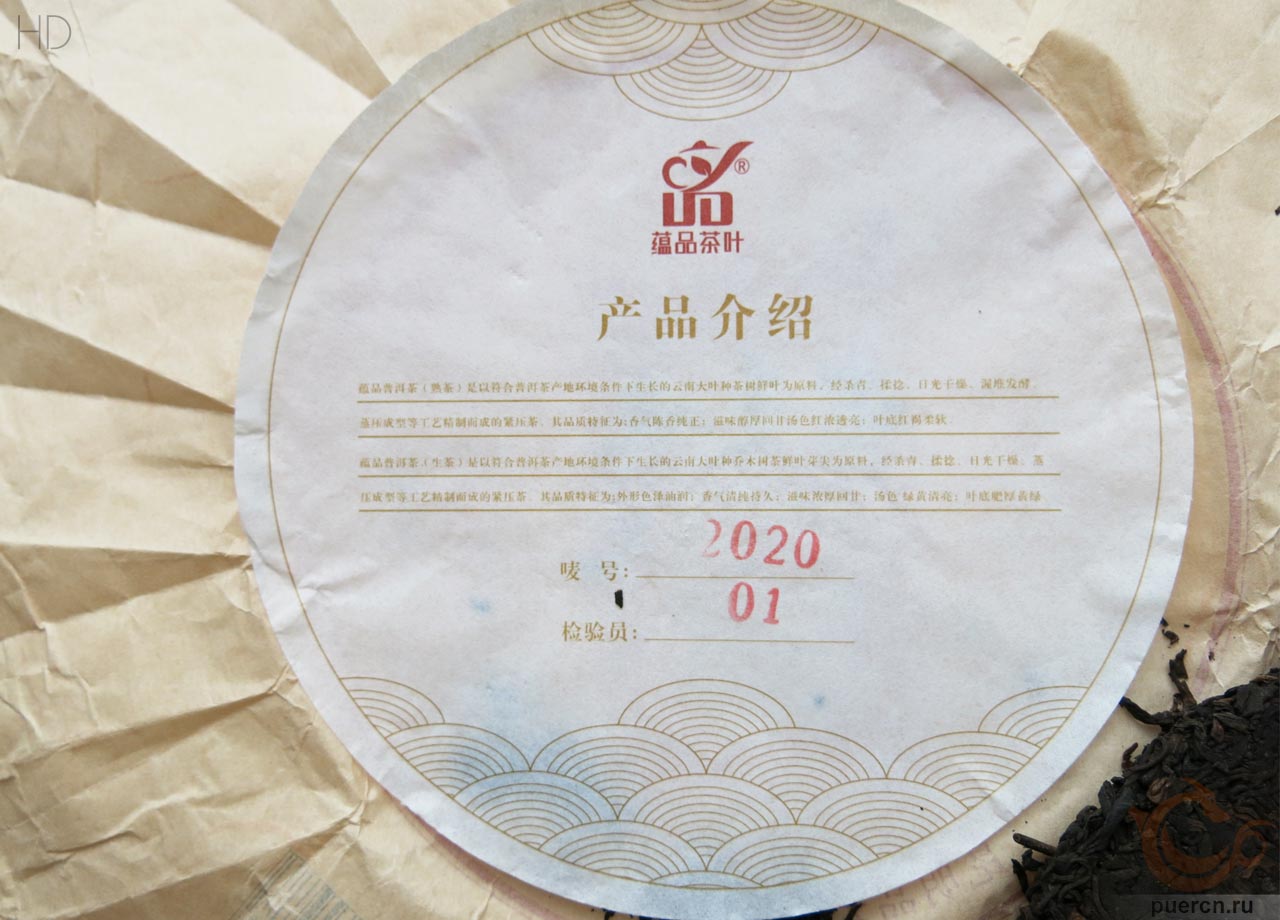 HD
®
蕴品茶叶
产品介绍
蕴品普洱茶（熟茶）是以符合普洱茶产地环境条件下生长的云南大叶种茶树鲜叶为原料，经杀青、揉捻、日光干燥、渥堆发酵、
蒸压成型等工艺精制而成的紧压茶。其品质特征为:香气陈香纯正；滋味醇厚回甘汤色红浓透亮；叶底红褐柔软。
蕴品普洱茶（生茶）是以符合普洱茶产地环境条件下生长的云南大叶种乔木树茶鲜叶芽尖为原料，经杀青、揉捻、日光干燥、蒸
压成型等工艺精制而成的紧压茶。其品质特征为:外形色泽油润；香气清纯持久；滋味浓厚回甘；汤色 绿黄清亮；叶底肥厚黄绿。
唛 号: 2020
检验员: 01
puercn.ru